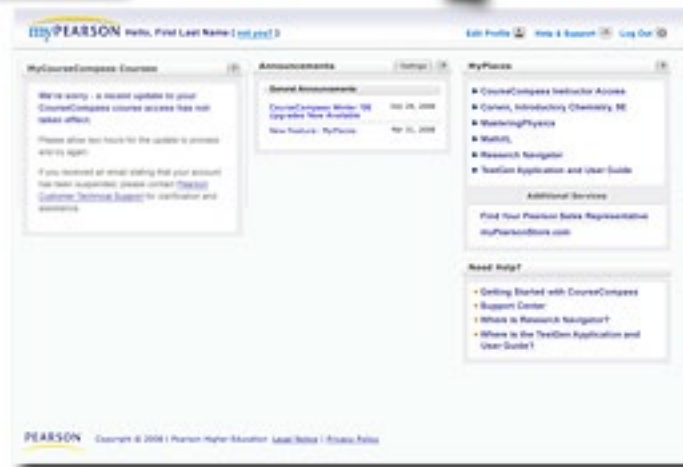 myPEARSON Hello, First Last Name ( not you? )
Edit Profile Help & Support Log Out
MyCourseCompass Courses
We're sorry - a recent update to your
CourseCompass course access has not
taken effect.
Please allow two hours for the update to process
and try again.
If you received an email stating that your account
has been suspended, please contact Pearson
Customer Technical Support for clarification and
assistance.
Announcements
Settings
General Announcements
CourseCompass Winter '08
Upgrades Now Available
2008
New Feature: MyPlaces
Mar 31, 2008
MyPlaces
CourseCompass Instructor Access
Corwin, Introductory Chemistry, 5E
MasteringPhysics
MathXL
Research Navigator
TestGen Application and User Guide
Additional Services
Find Your Pearson Sales Representative
myPearsonStore.com
Need Help?
Getting Started with CourseCompass
Support Center
Where is Research Navigator?
Where is the TestGen Application and
User Guide?
PEARSON Copyright © 2008 | Pearson Higher Education Legal Notice | Privacy Policy